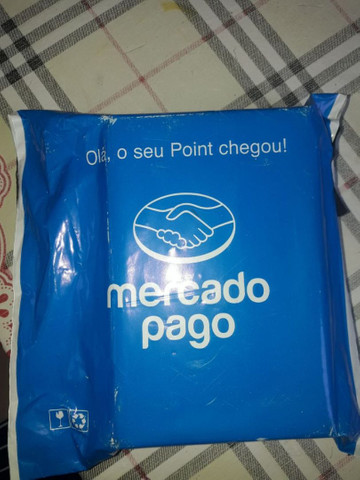 Olá, o seu Point chegou!
mercado
pago